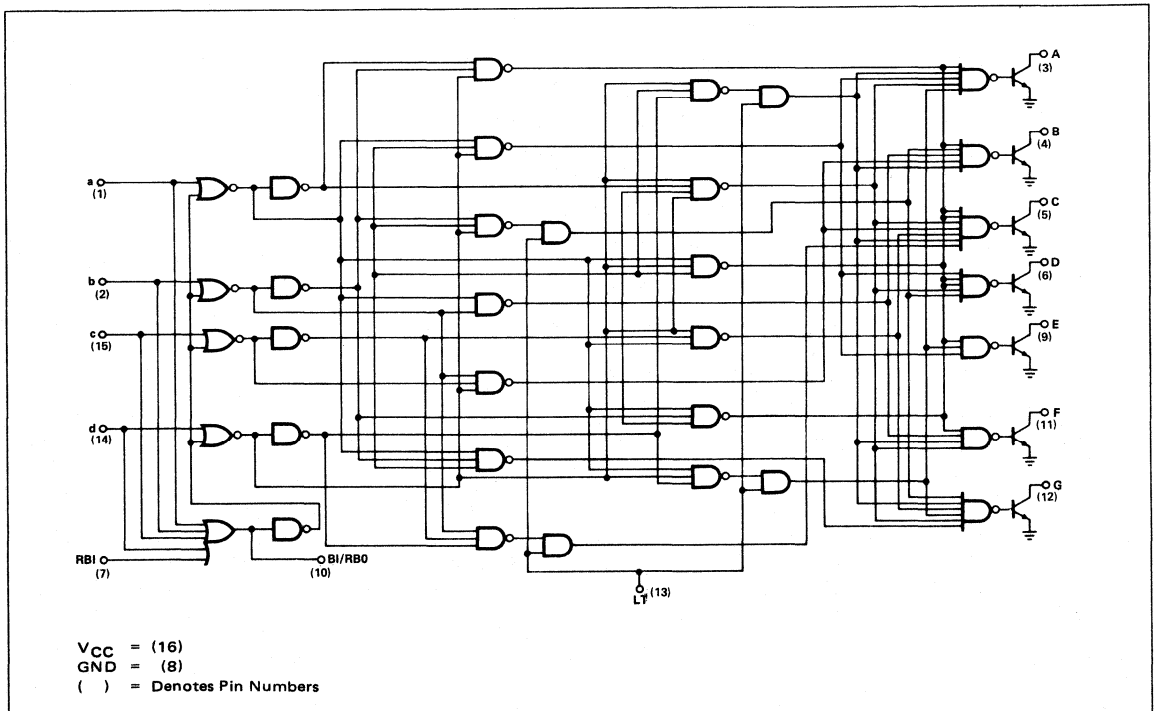 A
(3)
B
(4)
a
(1)
C
(5)
D
(6)
b
(2)
c
(15)
E
(9)
d
(14)
F
(11)
G
(12)
RBI
(7)
BI/RB0
(10)
LT (13)
VCC = (16)
GND = (8)
( ) = Denotes Pin Numbers